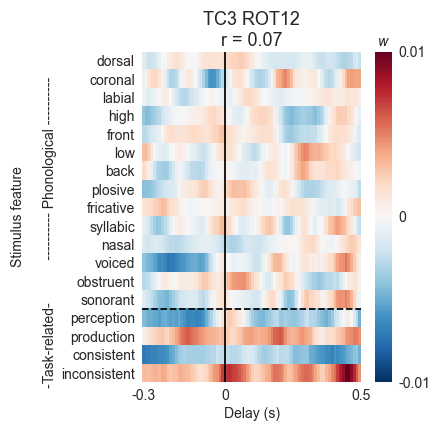 TC3 ROT12
r = 0.07
w
dorsal
coronal
labial
high
front
low
back
plosive
fricative
syllabic
nasal
voiced
obstruent
sonorant
perception
production
consistent
inconsistent
Stimulus feature
-Task-related- ----------- Phonological -----------
-0.3 0 0.5
Delay (s)
0.01
0
-0.01